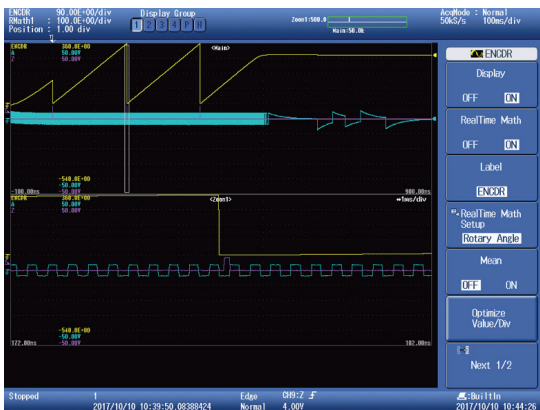 ENCDR 90.00E+00/div Display Group AcqMode : Normal
RMath1 : 100.0E+00/div 1 2 3 4 P H Zoom1:500.0 50kS/s 100ms/div
Position : 1.00 div Main:50.0k
ENCDR 360.0E+00 <Main>
A 50.00V
Z 50.00V
-540.0E+00
-50.00V
-100.00ms -50.00V 900.00ms
ENCDR 360.0E+00 <Zoom1> 1ms/div
A 50.00V
Z 50.00V
-540.0E+00
-50.00V
172.00ms -50.00V 182.00ms
ENCDR
Display
OFF ON
RealTime Math
OFF ON
Label
ENCDR
RealTime Math
Setup
Rotary Angle
Mean
OFF ON
Optimize
Value/Div
Next 1/2
Stopped 1 Edge CH9:Z :BuiltIn
2017/10/10 10:39:50.08388424 Normal 4.00V 2017/10/10 10:44:26